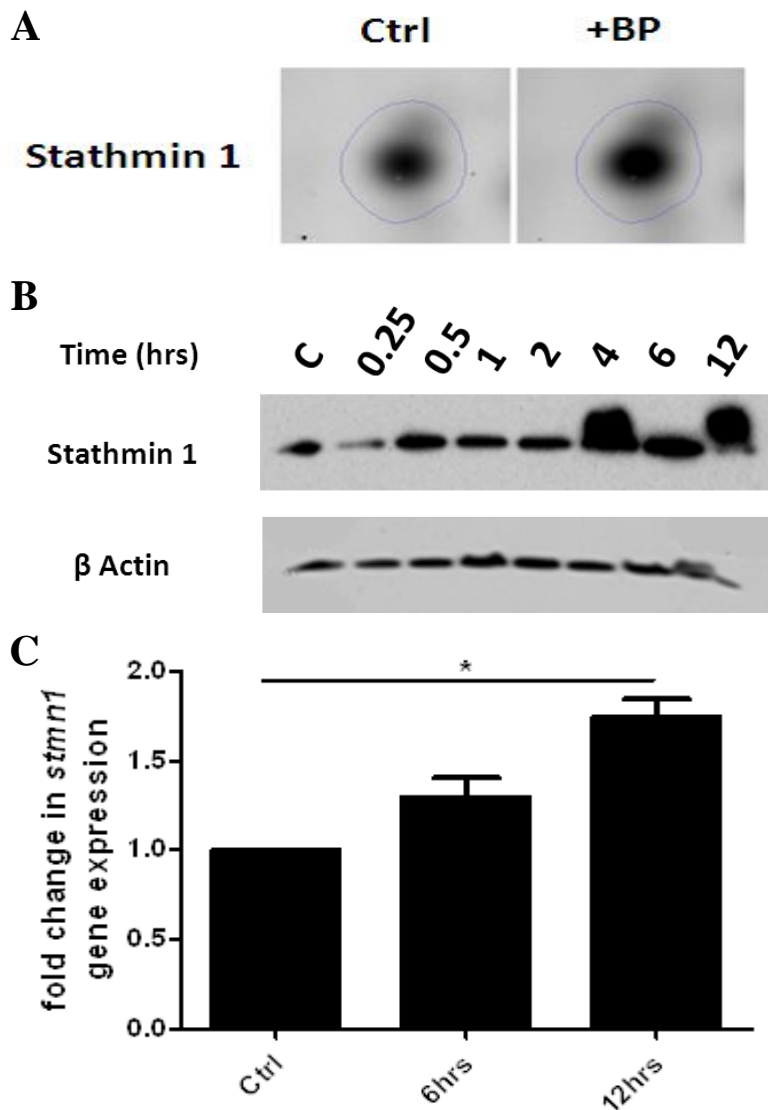 A
Ctrl +BP
Stathmin 1
B
Time (hrs) C 0.25 0.5 1 2 4 6 12
Stathmin 1
β Actin
C
fold change in stmn1
gene expression
2.0
1.5
1.0
0.5
0.0
*
Ctrl 6hrs 12hrs